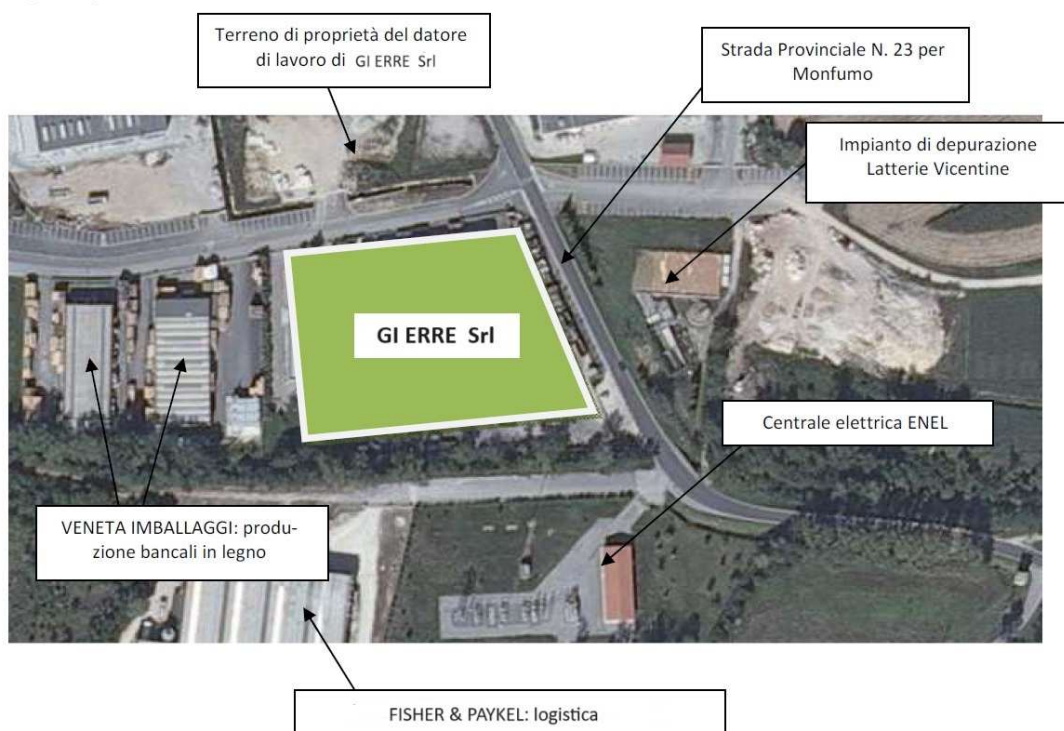 Terreno di proprietà del datore
di lavoro di GI ERRE Srl
Strada Provinciale N. 23 per
Monfumo
Impianto di depurazione
Latterie Vicentine
GI ERRE Srl
Centrale elettrica ENEL
VENETA IMBALLAGGI: produ-
zione bancali in legno
FISHER & PAYKEL: logistica